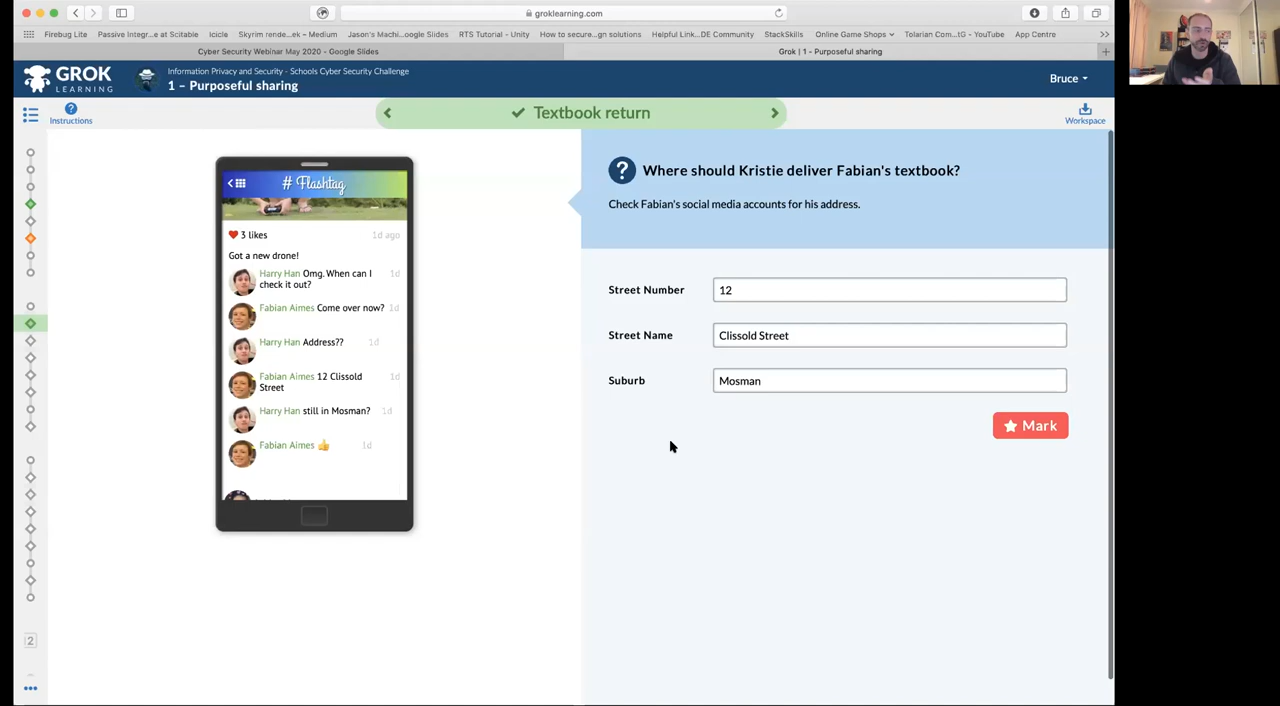 groklearning.com
Firebug Lite Passive Integr...e at Scitable Icicle Skyrim rende...ek – Medium Jason's Machi...oogle Slides RTS Tutorial - Unity How to secure...gn solutions Helpful Link...DE Community StackSkills Online Game Shops Tolarian Com...tG - YouTube App Centre
Cyber Security Webinar May 2020 - Google Slides Grok | 1 - Purposeful sharing
GROK LEARNING
Information Privacy and Security - Schools Cyber Security Challenge
1 – Purposeful sharing
Bruce
Instructions
Textbook return
Workspace
# Flashtag
3 likes 1d ago
Got a new drone!
Harry Han Omg. When can I 1d
check it out?
Fabian Aimes Come over now? 1d
Harry Han Address?? 1d
Fabian Aimes 12 Clissold 1d
Street
Harry Han still in Mosman? 1d
Fabian Aimes 👍 1d
? Where should Kristie deliver Fabian's textbook?
Check Fabian's social media accounts for his address.
Street Number 12
Street Name Clissold Street
Suburb Mosman
Mark
2